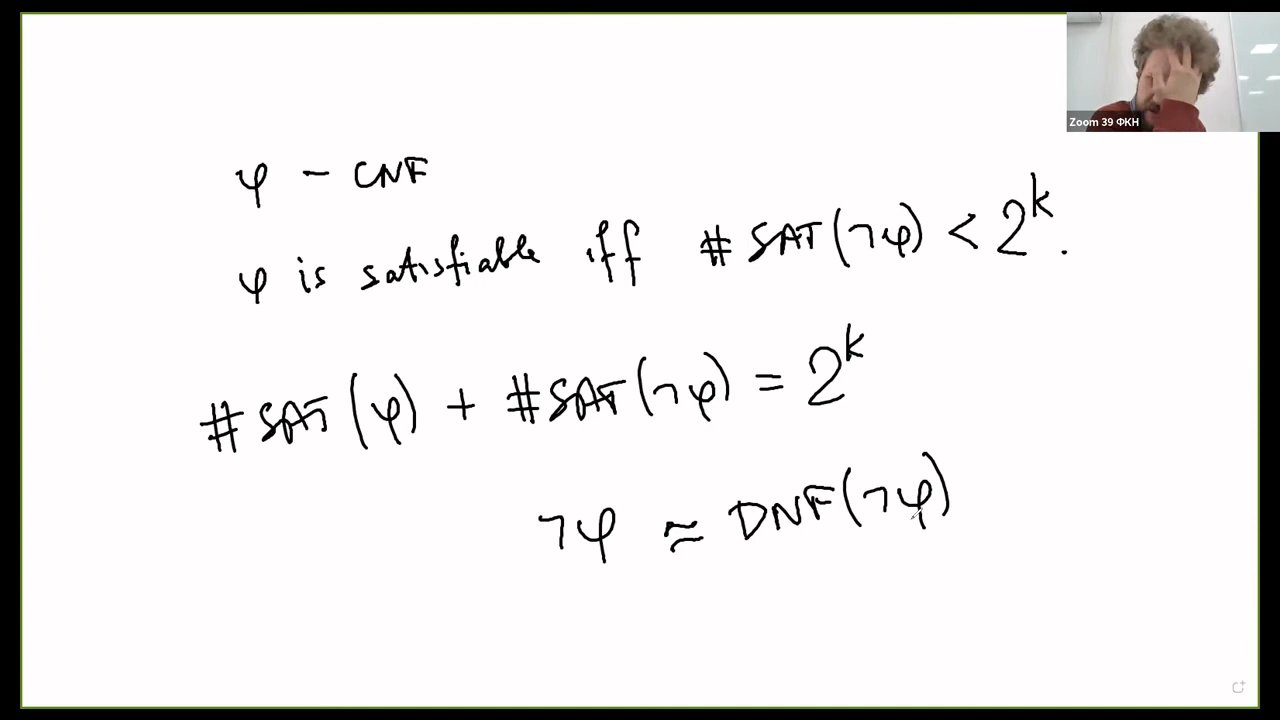 Zoom 39 ФКН
φ - CNF
φ is satisfiable iff #SAT(¬φ) < 2^k.
#SAT(φ) + #SAT(¬φ) = 2^k
¬φ ≈ DNF(¬φ)